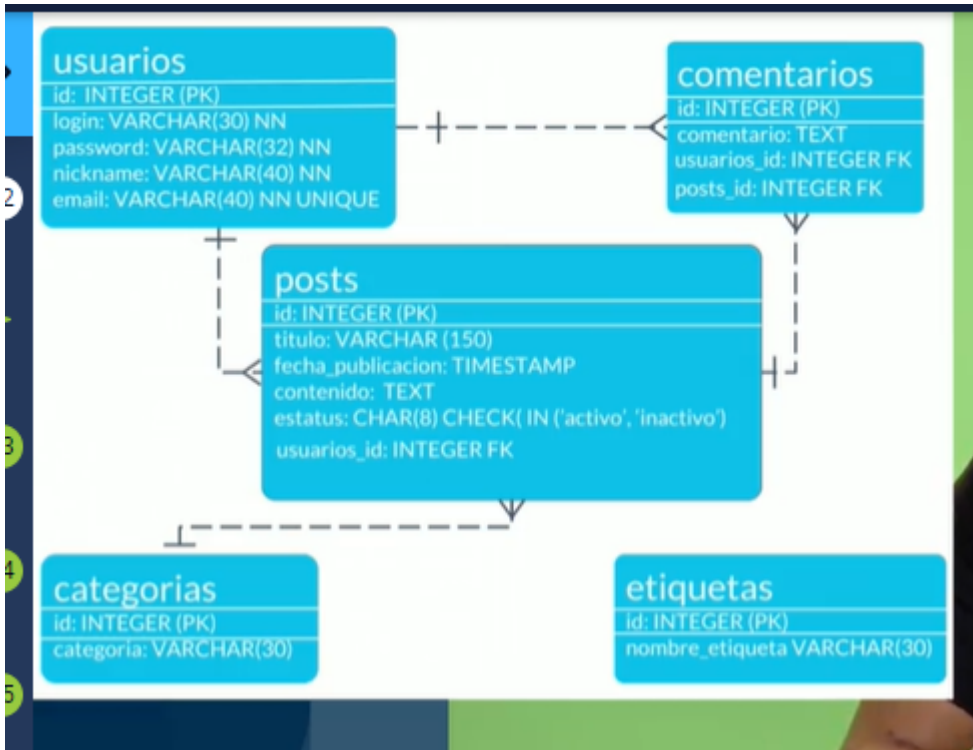 usuarios
id: INTEGER (PK)
login: VARCHAR(30) NN
password: VARCHAR(32) NN
nickname: VARCHAR(40) NN
email: VARCHAR(40) NN UNIQUE
comentarios
id: INTEGER (PK)
comentario: TEXT
usuarios_id: INTEGER FK
posts_id: INTEGER FK
posts
id: INTEGER (PK)
titulo: VARCHAR (150)
fecha_publicacion: TIMESTAMP
contenido: TEXT
estatus: CHAR(8) CHECK( IN ('activo', 'inactivo')
usuarios_id: INTEGER FK
categorias
id: INTEGER (PK)
categoria: VARCHAR(30)
etiquetas
id: INTEGER (PK)
nombre_etiqueta VARCHAR(30)
2
3
4
5